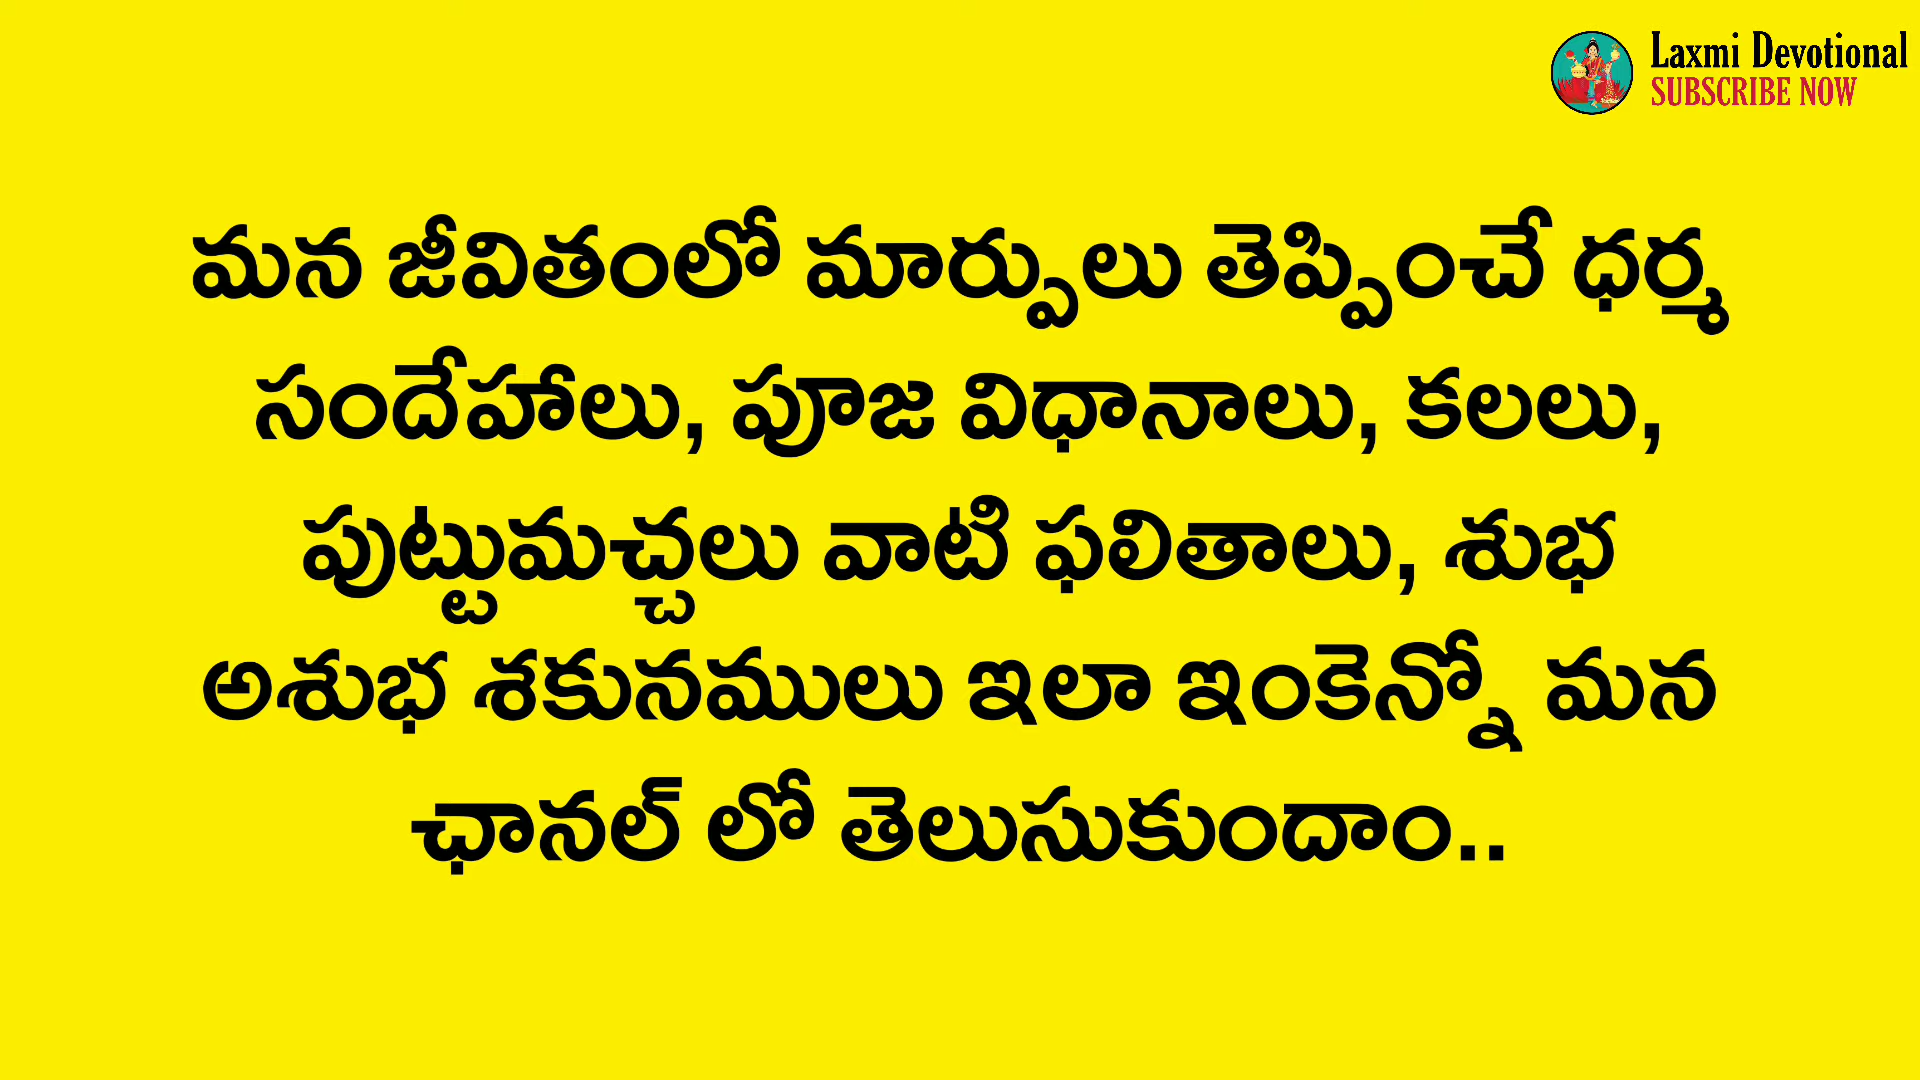 Laxmi Devotional
SUBSCRIBE NOW
మన జీవితంలో మార్పులు తెప్పించే ధర్మ
సందేహాలు, పూజ విధానాలు, కలలు,
పుట్టుమచ్చలు వాటి ఫలితాలు, శుభ
అశుభ శకునములు ఇలా ఇంకెన్నో మన
ఛానల్ లో తెలుసుకుందాం..